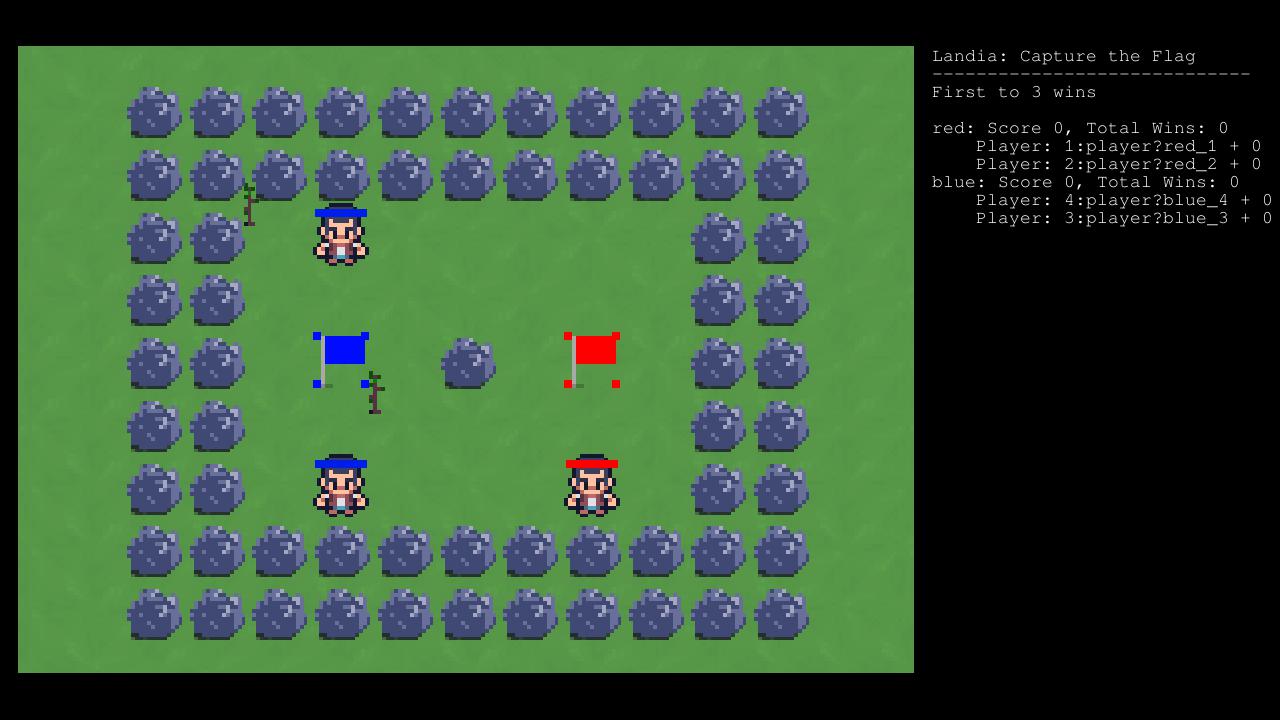 Landia: Capture the Flag
-----------------------------
First to 3 wins
red: Score 0, Total Wins: 0
Player: 1:player?red_1 + 0
Player: 2:player?red_2 + 0
blue: Score 0, Total Wins: 0
Player: 4:player?blue_4 + 0
Player: 3:player?blue_3 + 0